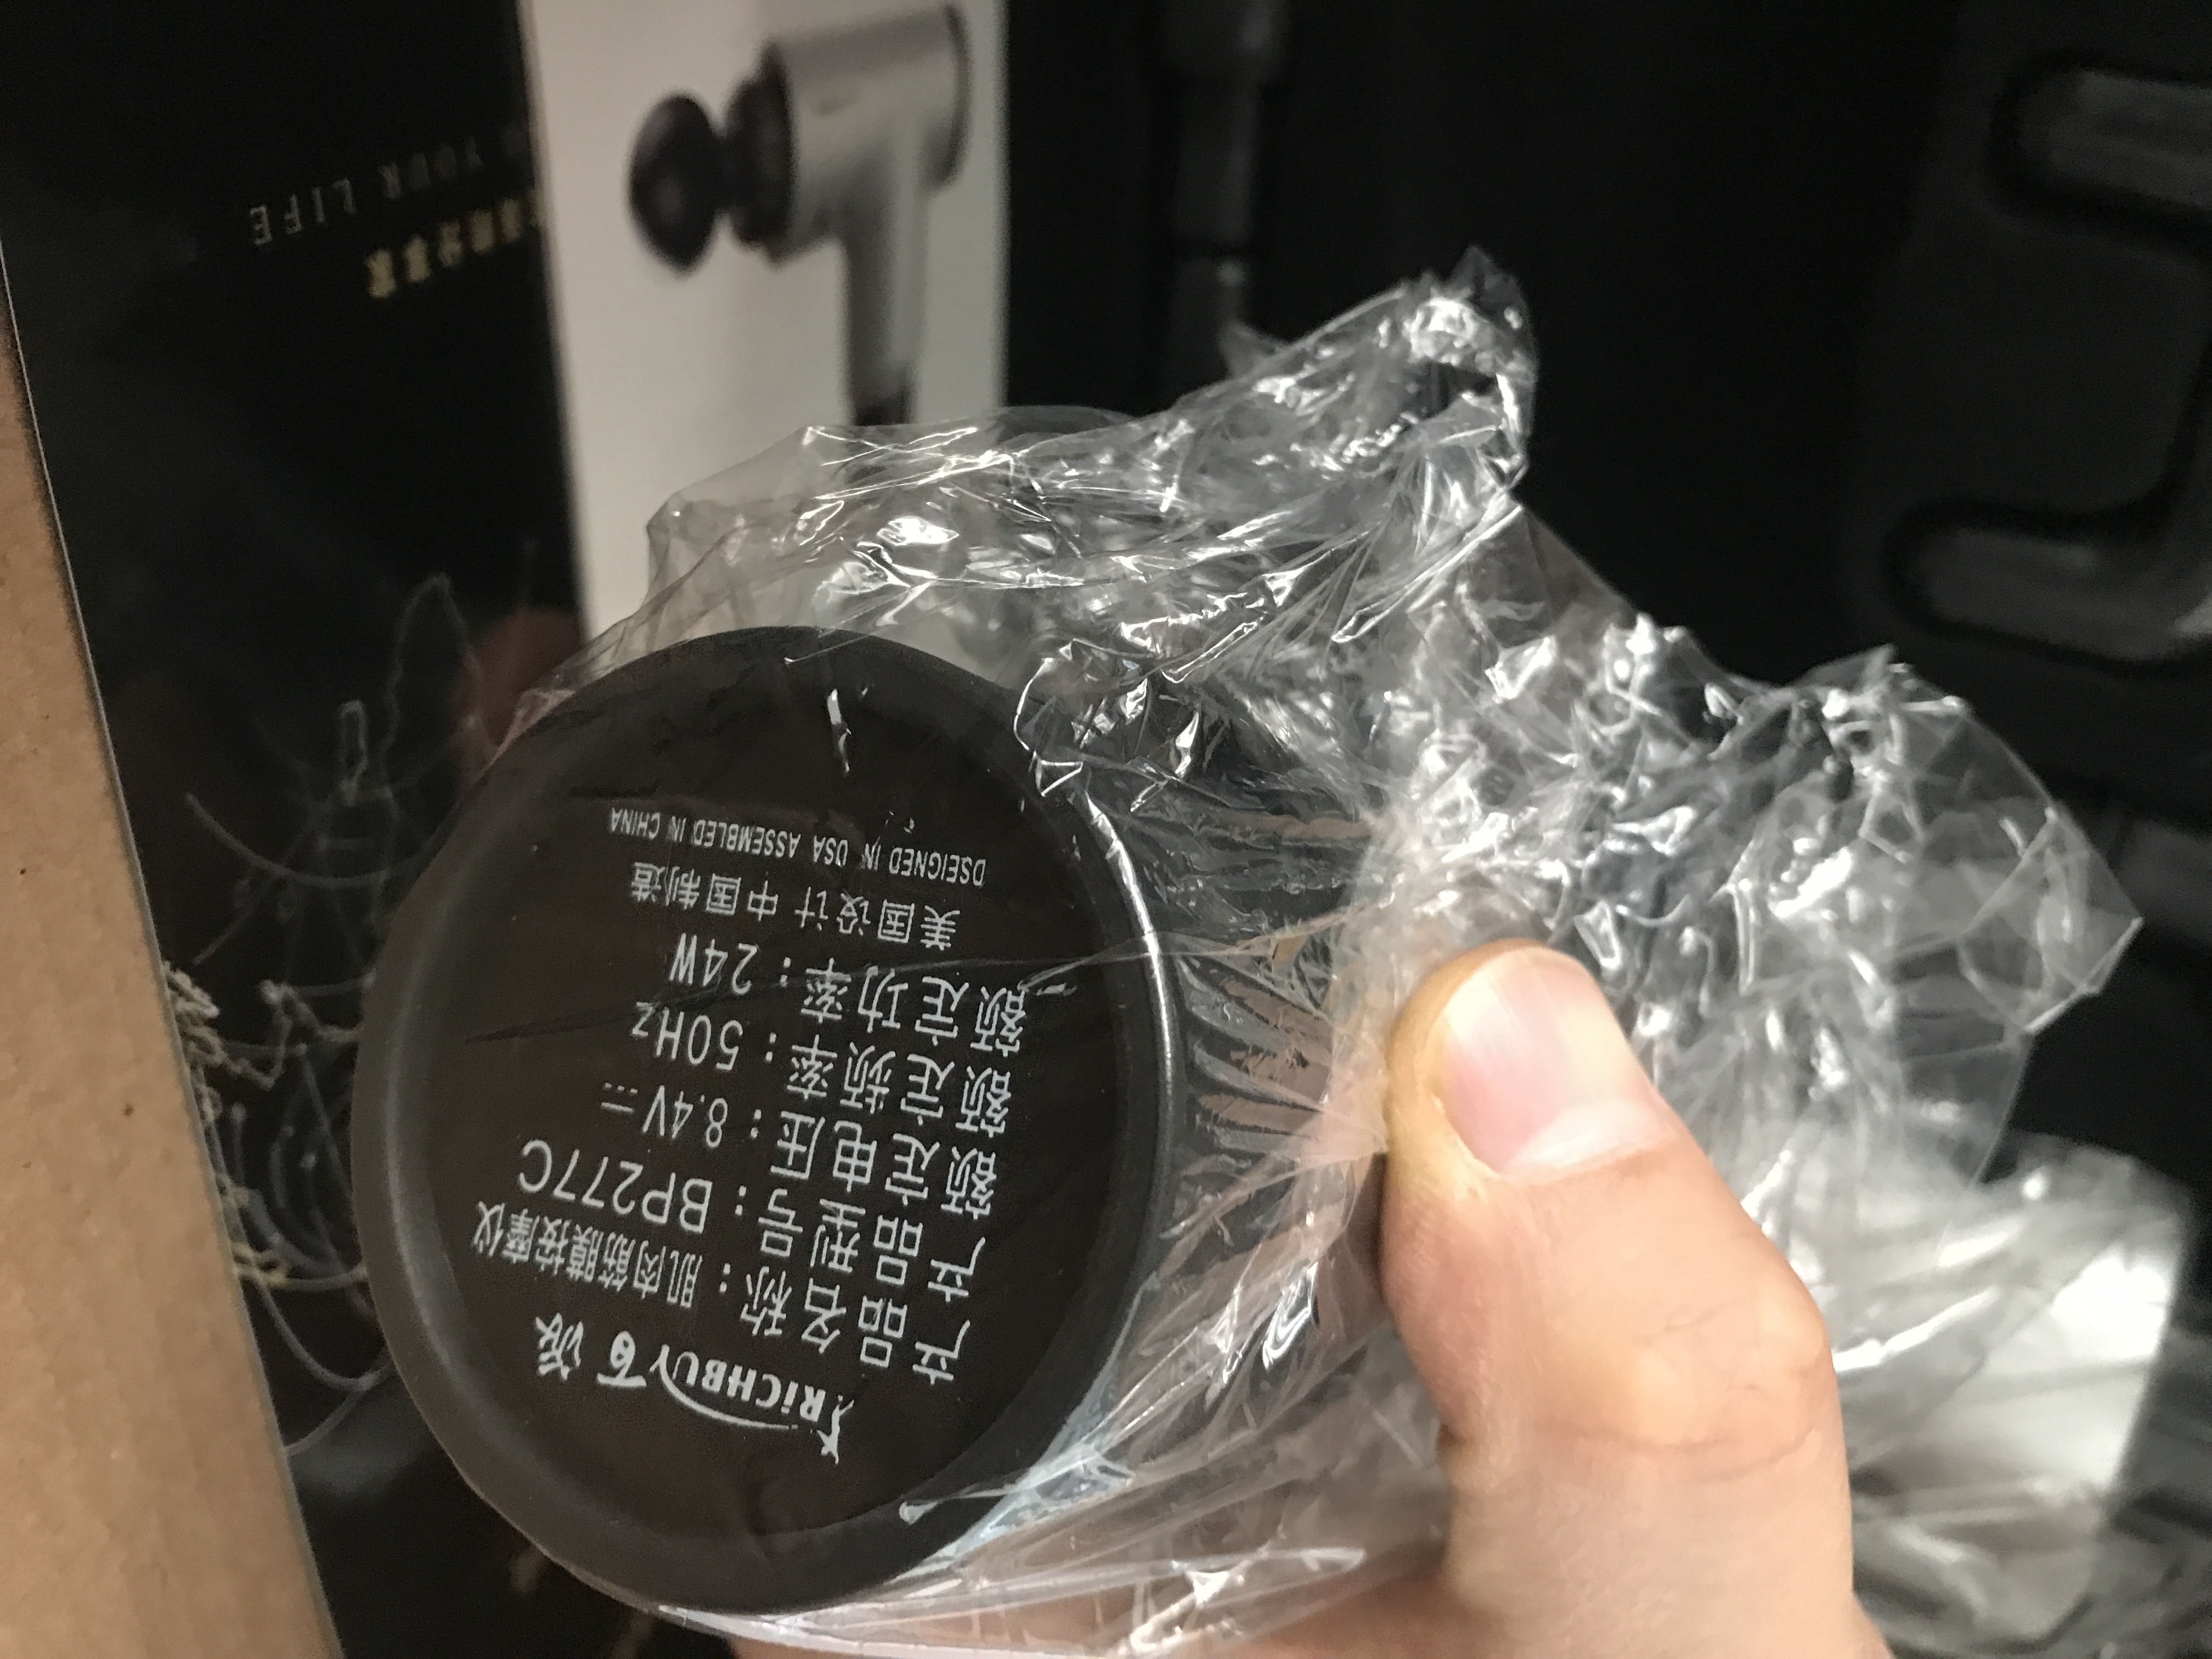 RiCHBUY百派
产品名称：肌肉筋膜按摩仪
产品型号：BP277C
额定电压：8.4V⎓
额定频率：50Hz
额定功率：24W
美国设计 中国制造
DSEIGNED IN USA ASSEMBLED IN CHINA
YOUR LIFE